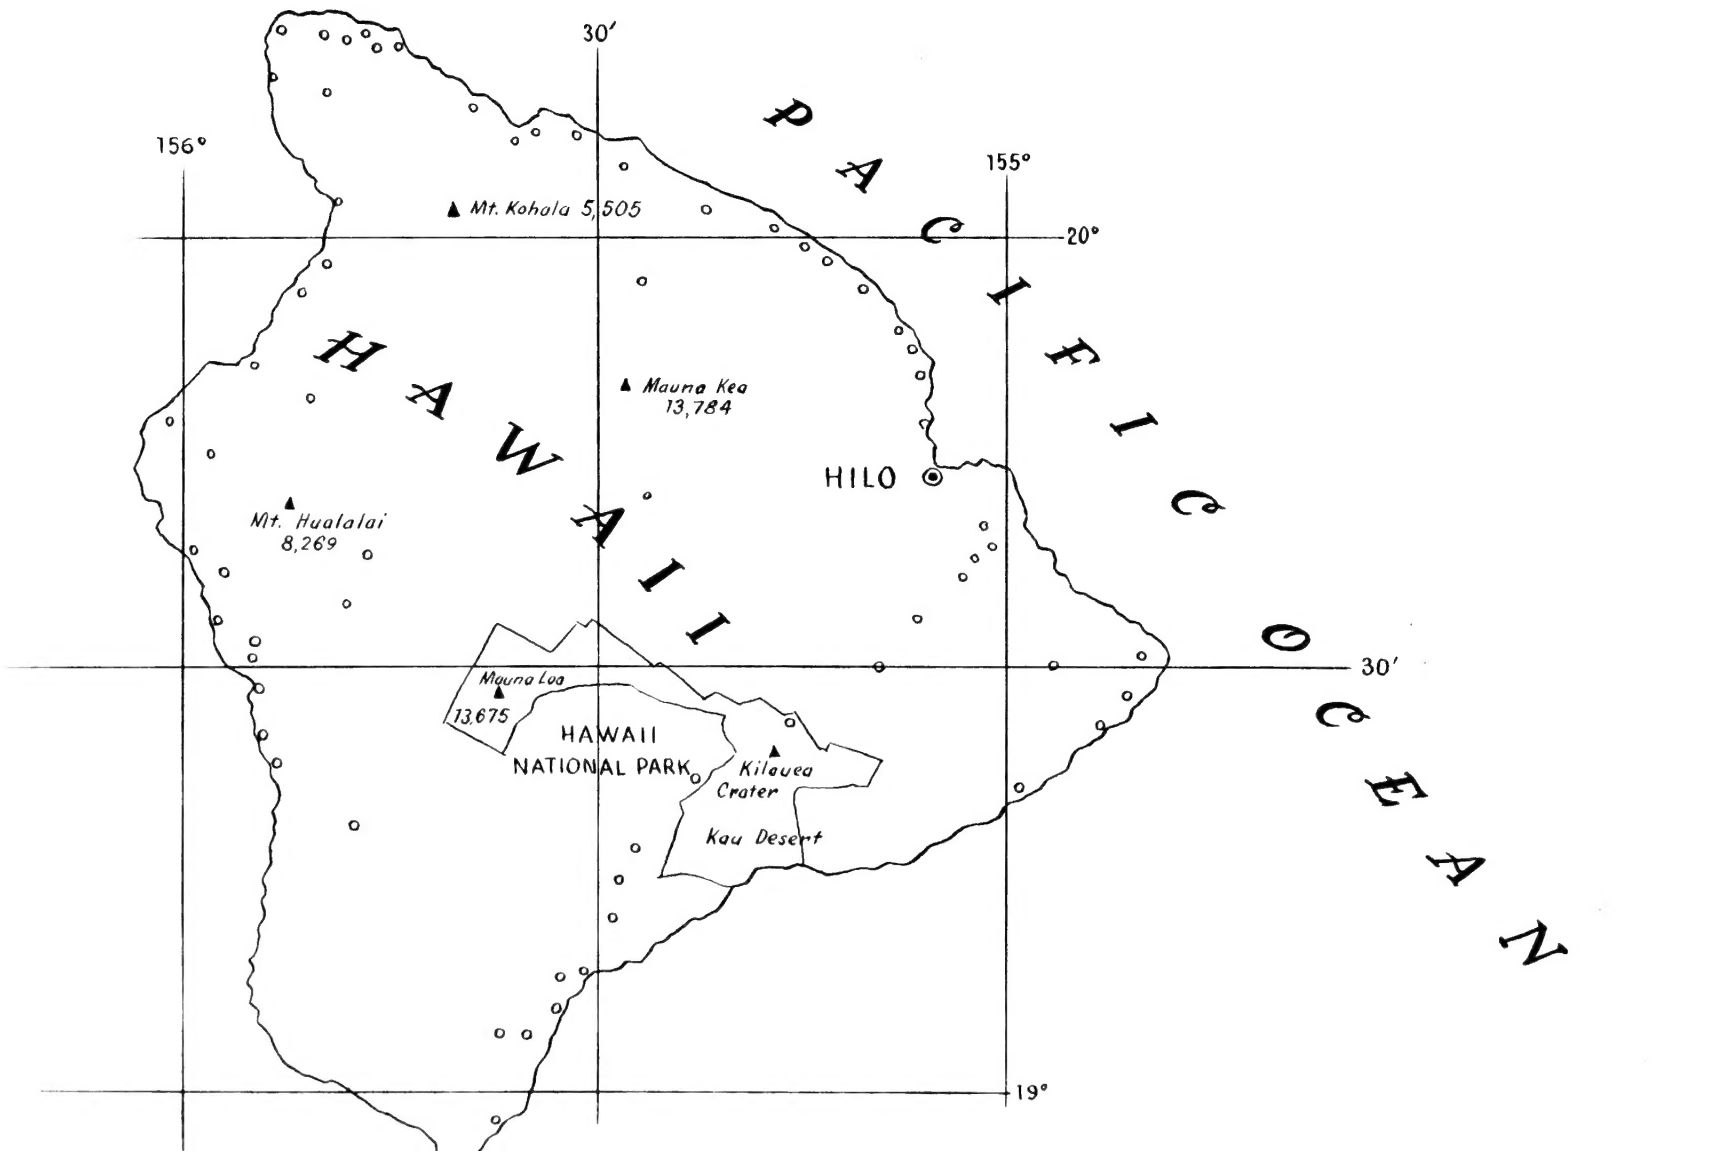 30′
156°
155°
PACIFIC OCEAN
▲ Mt. Kohala 5,505
20°
HAWAII
▲ Mauna Kea
13,784
HILO
▲
Mt. Hualalai
8,269
30′
Mauna Loa
▲
13,675
HAWAII
NATIONAL PARK
▲
Kilauea
Crater
Kau Desert
19°